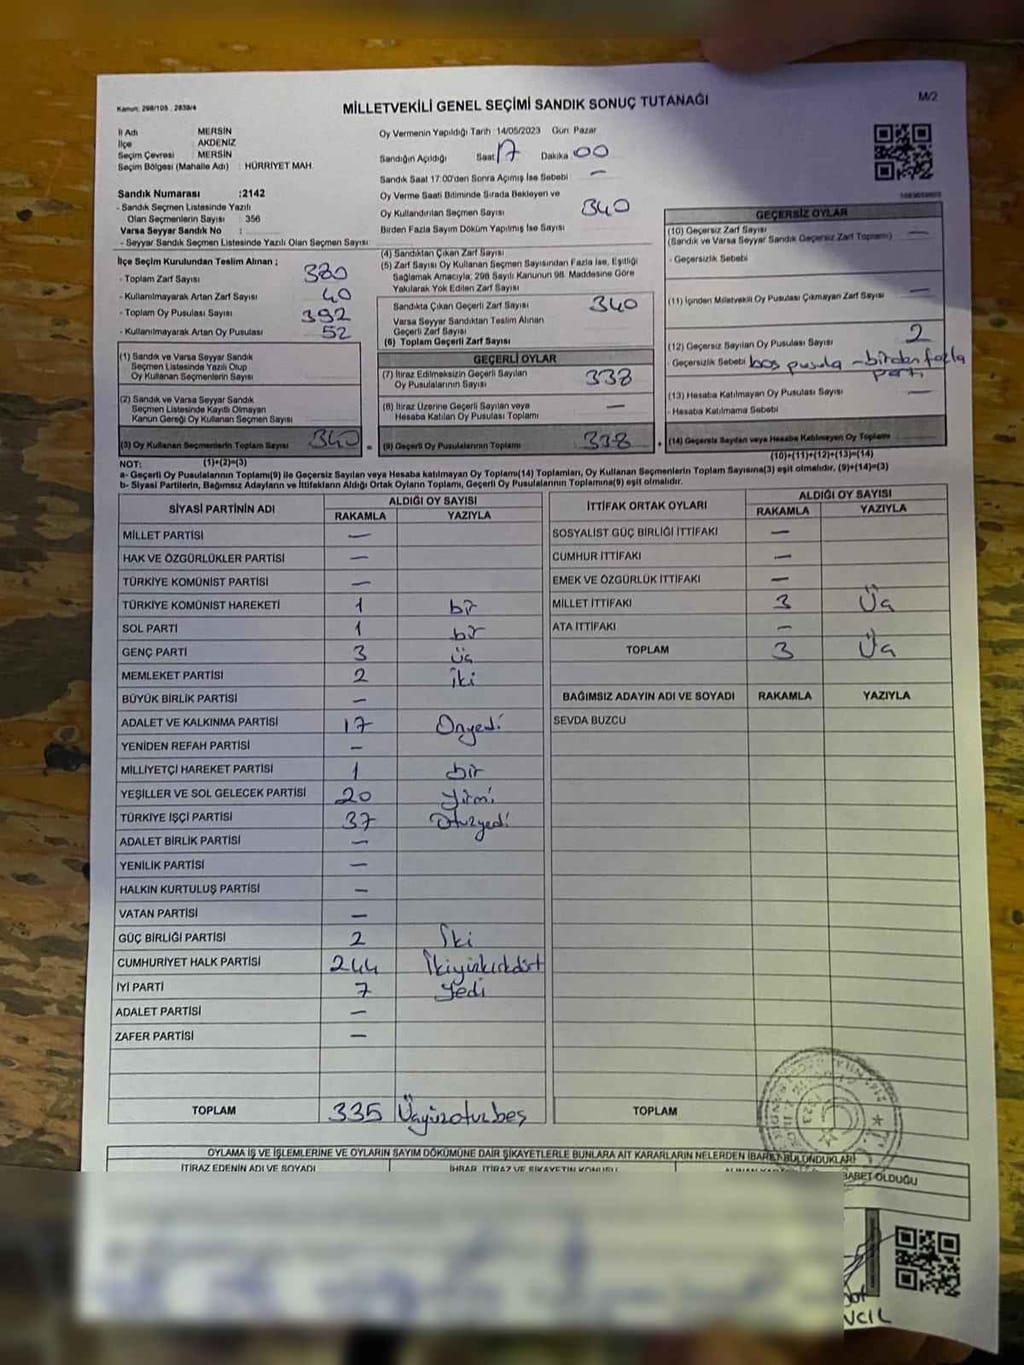 Kanun: 298/105 , 2839/4
MİLLETVEKİLİ GENEL SEÇİMİ SANDIK SONUÇ TUTANAĞI
M/2
İl Adı MERSİN
İlçe AKDENİZ
Seçim Çevresi MERSİN
Seçim Bölgesi (Mahalle Adı) : HÜRRİYET MAH.
Sandık Numarası :2142
- Sandık Seçmen Listesinde Yazılı
Olan Seçmenlerin Sayısı : 356
Varsa Seyyar Sandık No :
- Seyyar Sandık Seçmen Listesinde Yazılı Olan Seçmen Sayısı
Oy Vermenin Yapıldığı Tarih :14/05/2023 Gün: Pazar
Sandığın Açıldığı Saat 17 Dakika 00
Sandık Saat 17:00'den Sonra Açımış İse Sebebi : —
Oy Verme Saati Bitiminde Sırada Bekleyen ve
Oy Kullandırılan Seçmen Sayısı 340
Birden Fazla Sayım Döküm Yapılmış İse Sayısı
İlçe Seçim Kurulundan Teslim Alınan ;
- Toplam Zarf Sayısı 380
- Kullanılmayarak Artan Zarf Sayısı 40
- Toplam Oy Pusulası Sayısı 392
- Kullanılmayarak Artan Oy Pusulası 52
(1) Sandık ve Varsa Seyyar Sandık
Seçmen Listesinde Yazılı Olup
Oy Kullanan Seçmenlerin Sayısı
(2) Sandık ve Varsa Seyyar Sandık
Seçmen Listesinde Kayıtlı Olmayan
Kanun Gereği Oy Kullanan Seçmen Sayısı
(3) Oy Kullanan Seçmenlerin Toplam Sayısı 340 =
(4) Sandıktan Çıkan Zarf Sayısı
(5) Zarf Sayısı Oy Kullanan Seçmen Sayısından Fazla İse, Eşitliği
Sağlamak Amacıyla; 298 Sayılı Kanunun 98. Maddesine Göre
Yakılarak Yok Edilen Zarf Sayısı
Sandıkta Çıkan Geçerli Zarf Sayısı 340
Varsa Seyyar Sandıktan Teslim Alınan
Geçerli Zarf Sayısı
(6) Toplam Geçerli Zarf Sayısı
GEÇERLİ OYLAR
(7) İtiraz Edilmeksizin Geçerli Sayılan
Oy Pusulalarının Sayısı 338
(8) İtiraz Üzerine Geçerli Sayılan veya
Hesaba Katılan Oy Pusulası Toplamı —
(9) Geçerli Oy Pusulalarının Toplamı 338 +
GEÇERSİZ OYLAR
(10) Geçersiz Zarf Sayısı —
(Sandık ve Varsa Seyyar Sandık Geçersiz Zarf Toplamı)
- Geçersizlik Sebebi
(11) İçinden Milletvekili Oy Pusulası Çıkmayan Zarf Sayısı —
(12) Geçersiz Sayılan Oy Pusulası Sayısı 2
- Geçersizlik Sebebi boş pusula - birden fazla
parti
(13) Hesaba Katılmayan Oy Pusulası Sayısı —
- Hesaba Katılmama Sebebi
(14) Geçersiz Sayılan veya Hesaba Katılmayan Oy Toplamı —
NOT: (1)+(2)=(3) (10)+(11)+(12)+(13)=(14)
a- Geçerli Oy Pusulalarının Toplamı(9) ile Geçersiz Sayılan veya Hesaba katılmayan Oy Toplamı(14) Toplamları, Oy Kullanan Seçmenlerin Toplam Sayısına(3) eşit olmalıdır, (9)+(14)=(3)
b- Siyasi Partilerin, Bağımsız Adayların ve İttifakların Aldığı Ortak Oyların Toplamı, Geçerli Oy Pusulalarının Toplamına(9) eşit olmalıdır.
SİYASİ PARTİNİN ADI ALDIĞI OY SAYISI
RAKAMLA YAZIYLA
MİLLET PARTİSİ —
HAK VE ÖZGÜRLÜKLER PARTİSİ —
TÜRKİYE KOMÜNİST PARTİSİ —
TÜRKİYE KOMÜNİST HAREKETİ 1 bir
SOL PARTİ 1 bir
GENÇ PARTİ 3 Üç
MEMLEKET PARTİSİ 2 İki
BÜYÜK BİRLİK PARTİSİ —
ADALET VE KALKINMA PARTİSİ 17 Onyedi
YENİDEN REFAH PARTİSİ —
MİLLİYETÇİ HAREKET PARTİSİ 1 bir
YEŞİLLER VE SOL GELECEK PARTİSİ 20 Yirmi
TÜRKİYE İŞÇİ PARTİSİ 37 Otuzyedi
ADALET BİRLİK PARTİSİ —
YENİLİK PARTİSİ —
HALKIN KURTULUŞ PARTİSİ —
VATAN PARTİSİ —
GÜÇ BİRLİĞİ PARTİSİ 2 İki
CUMHURİYET HALK PARTİSİ 244 İkiyüzkırkdört
İYİ PARTİ 7 Yedi
ADALET PARTİSİ —
ZAFER PARTİSİ —
TOPLAM 335 Üçyüzotuzbeş
İTTİFAK ORTAK OYLARI ALDIĞI OY SAYISI
RAKAMLA YAZIYLA
SOSYALİST GÜÇ BİRLİĞİ İTTİFAKI —
CUMHUR İTTİFAKI —
EMEK VE ÖZGÜRLÜK İTTİFAKI —
MİLLET İTTİFAKI 3 Üç
ATA İTTİFAKI —
TOPLAM 3 Üç
BAĞIMSIZ ADAYIN ADI VE SOYADI RAKAMLA YAZIYLA
SEVDA BUZCU
TOPLAM
OYLAMA İŞ VE İŞLEMLERİNE VE OYLARIN SAYIM DÖKÜMÜNE DAİR ŞİKAYETLERLE BUNLARA AİT KARARLARIN NELERDEN İBARET BULUNDUKLARI
İTİRAZ EDENİN ADI VE SOYADI İHBAR, İTİRAZ VE ŞİKAYETİN KONUSU
BABET OLDUĞU